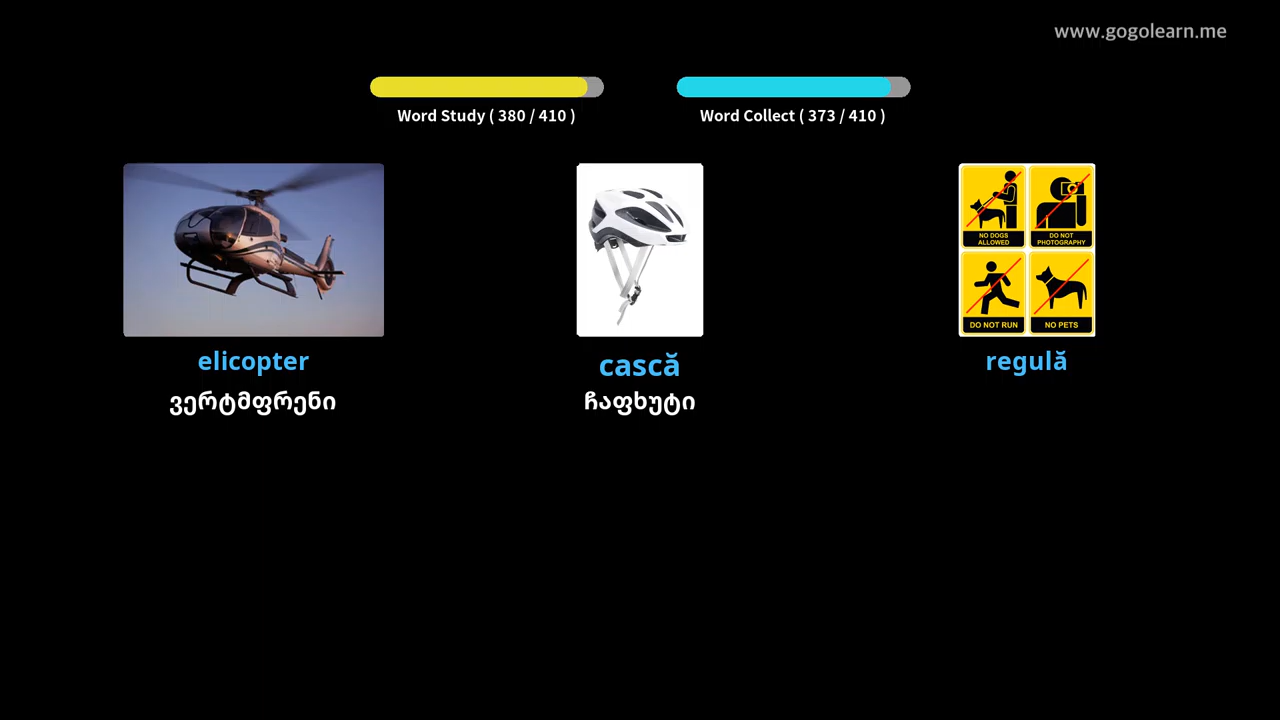 www.gogolearn.me
Word Study ( 380 / 410 )
Word Collect ( 373 / 410 )
NO DOGS
ALLOWED
DO NOT
PHOTOGRAPHY
DO NOT RUN
NO PETS
elicopter
cască
regulă
ვერტმფრენი
ჩაფხუტი